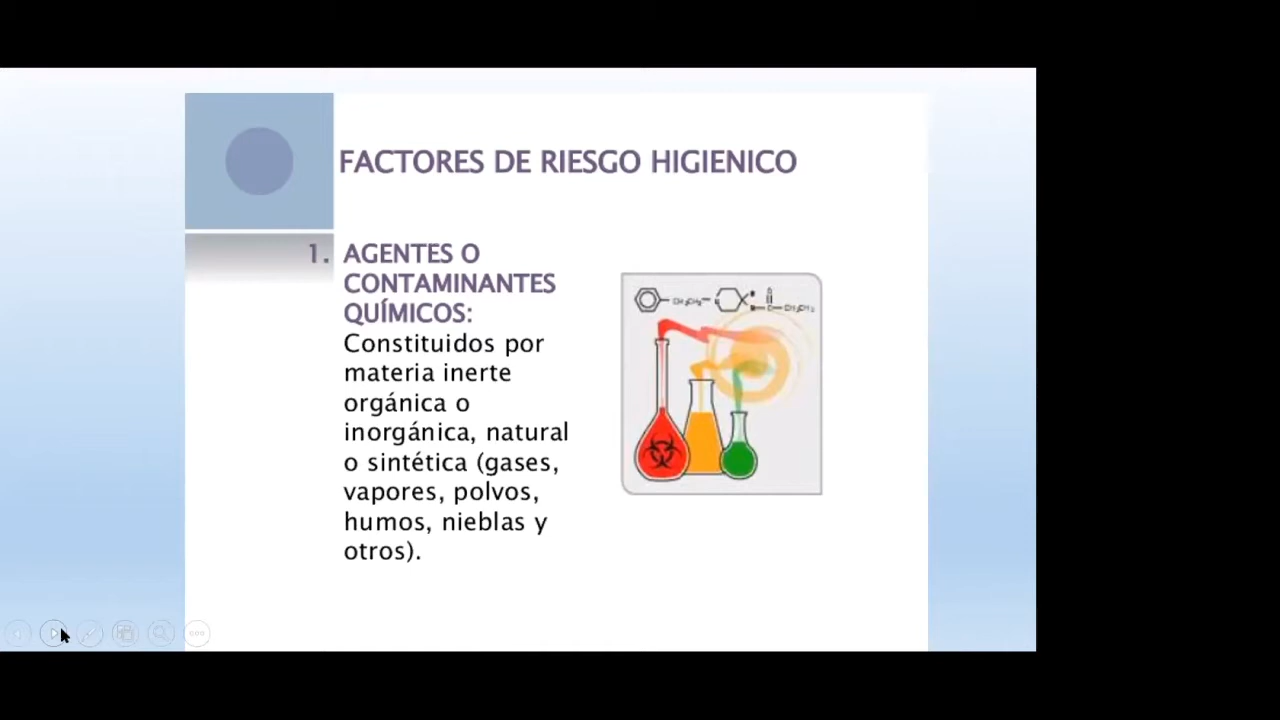 FACTORES DE RIESGO HIGIENICO
1. AGENTES O
CONTAMINANTES
QUÍMICOS:
Constituidos por
materia inerte
orgánica o
inorgánica, natural
o sintética (gases,
vapores, polvos,
humos, nieblas y
otros).